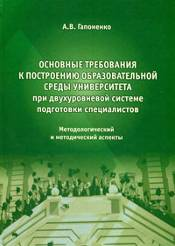 А.В. Гапоненко
ОСНОВНЫЕ ТРЕБОВАНИЯ
К ПОСТРОЕНИЮ ОБРАЗОВАТЕЛЬНОЙ
СРЕДЫ УНИВЕРСИТЕТА
при двухуровневой системе
подготовки специалистов
Методологический
и методический аспекты